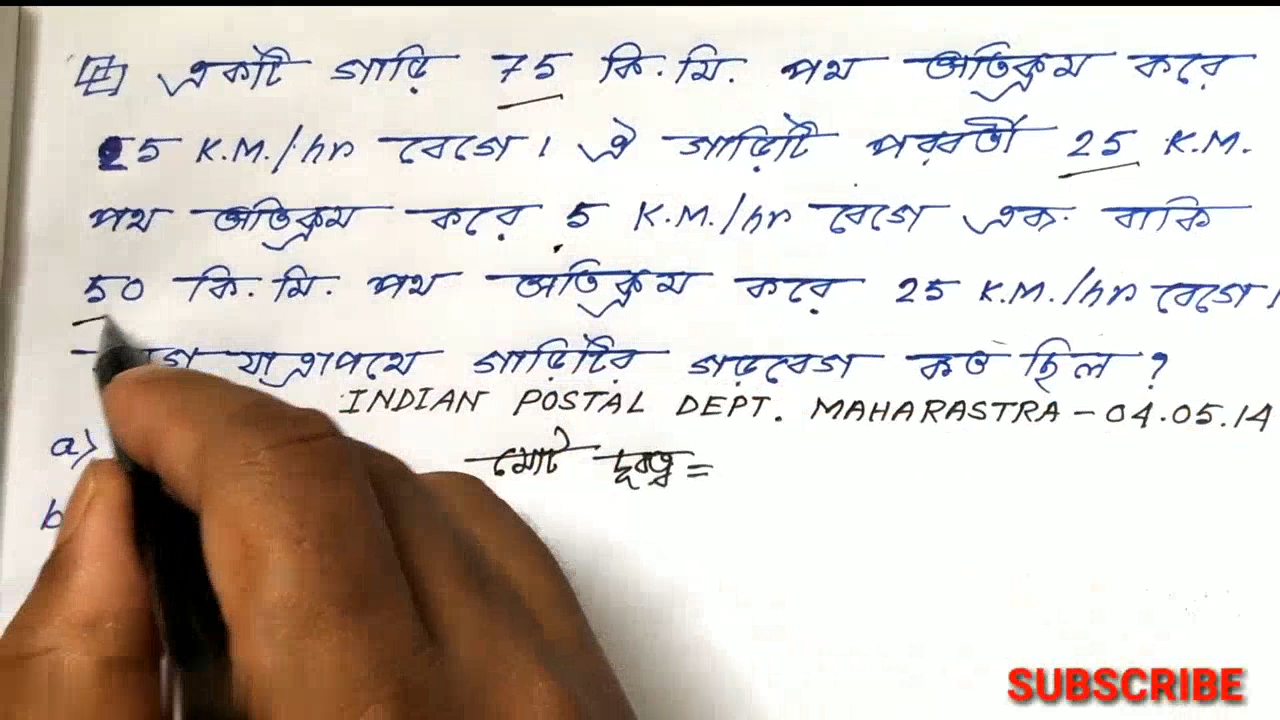 একটি গাড়ি 75 কি.মি. পথ অতিক্রম করে
25 K.M./hr বেগে। ঐ গাড়িটি পরবর্তী 25 K.M.
পথ অতিক্রম করে 5 K.M./hr বেগে এবং বাকি
50 কি.মি. পথ অতিক্রম করে 25 K.M./hr বেগে।
যাত্রাপথে গাড়িটির গড়বেগ কত ছিল ?
INDIAN POSTAL DEPT. MAHARASTRA - 04.05.14
a)
মোট দূরত্ব =
b
SUBSCRIBE